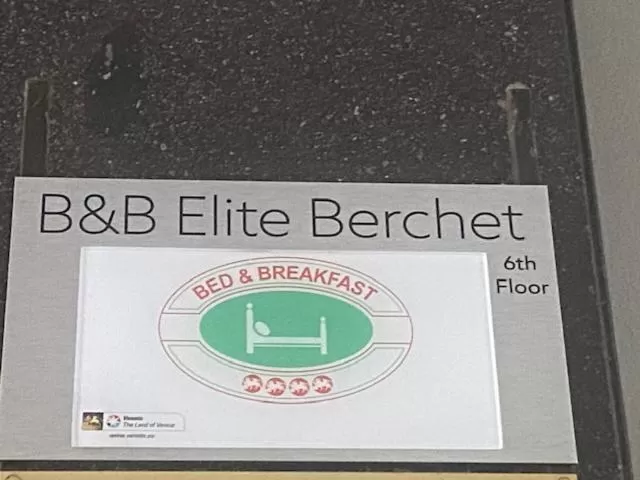 B&B Elite Berchet
6th
Floor
BED & BREAKFAST
Veneto
The Land of Venice